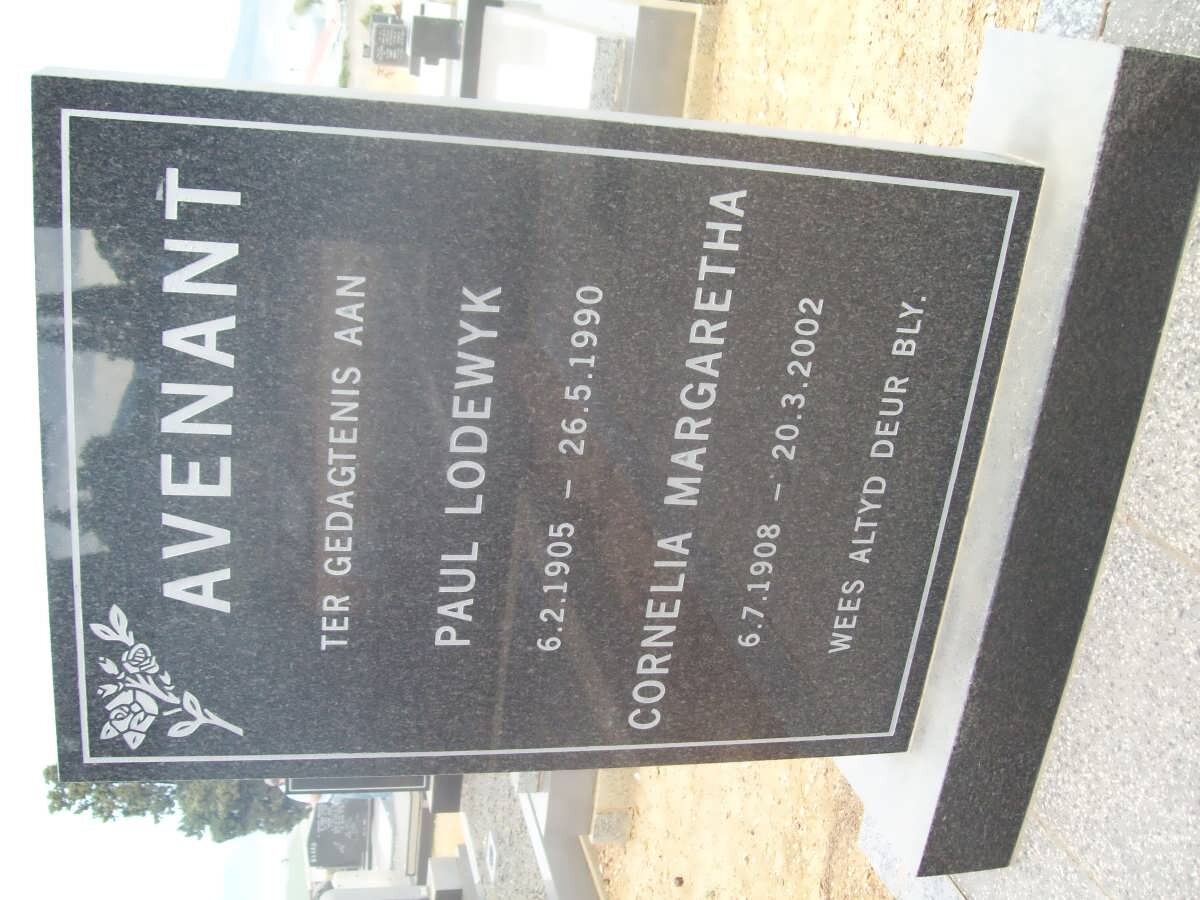 AVENANT
TER GEDAGTENIS AAN
PAUL LODEWYK
6.2.1905 – 26.5.1990
CORNELIA MARGARETHA
6.7.1908 – 20.3.2002
WEES ALTYD DEUR BLY.